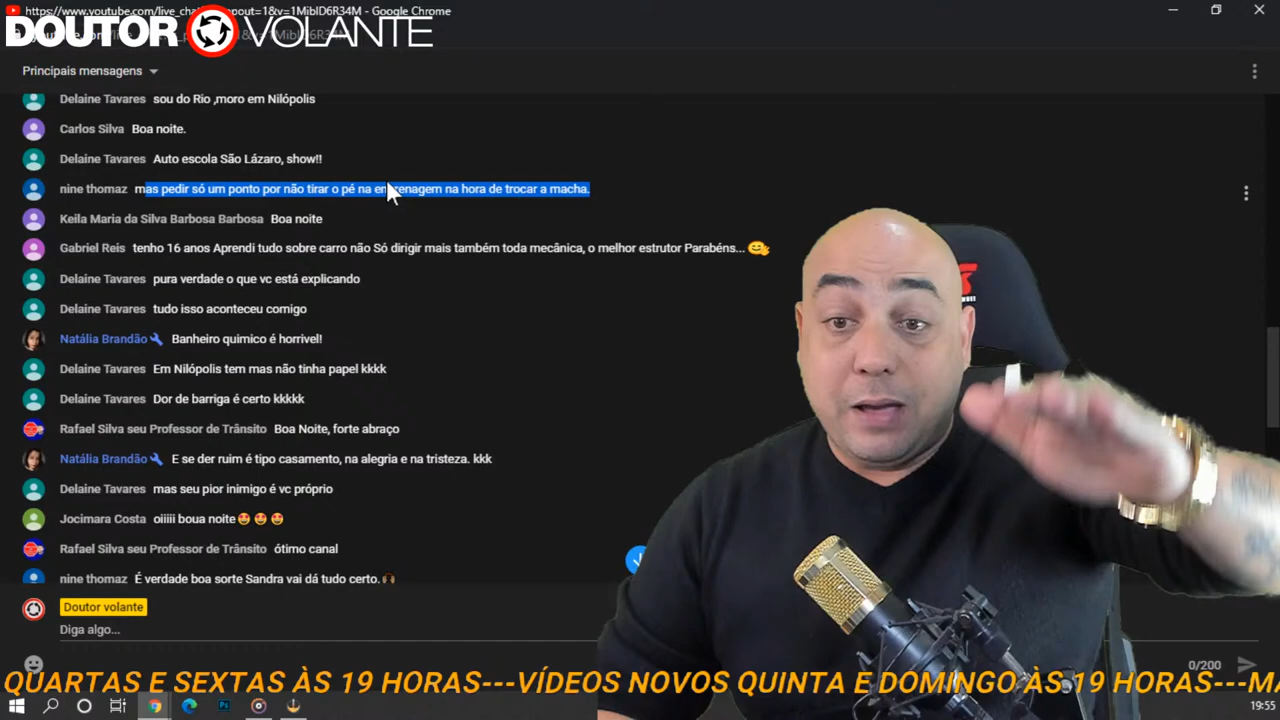 https://www.youtube.com/live_chat?
popout=1&v=1MiblD6R34M - Google Chrome
DOUTOR VOLANTE
Principais mensagens
Delaine Tavares sou do Rio ,moro em Nilópolis
Carlos Silva Boa noite.
Delaine Tavares Auto escola São Lázaro, show!!
nine thomaz mas pedir só um ponto por não tirar o pé na engrenagem na hora de trocar a macha.
Keila Maria da Silva Barbosa Barbosa Boa noite
Gabriel Reis tenho 16 anos Aprendi tudo sobre carro não Só dirigir mais também toda mecânica, o melhor estrutor Parabéns...
Delaine Tavares pura verdade o que vc está explicando
Delaine Tavares tudo isso aconteceu comigo
Natália Brandão Banheiro quimico é horrivel!
Delaine Tavares Em Nilópolis tem mas não tinha papel kkkk
Delaine Tavares Dor de barriga é certo kkkkk
Rafael Silva seu Professor de Trânsito Boa Noite, forte abraço
Natália Brandão E se der ruim é tipo casamento, na alegria e na tristeza. kkk
Delaine Tavares mas seu pior inimigo é vc próprio
Jocimara Costa oiiiii boua noite
Rafael Silva seu Professor de Trânsito ótimo canal
nine thomaz É verdade boa sorte Sandra vai dá tudo certo.
Doutor volante
Diga algo...
0/200
QUARTAS E SEXTAS ÀS 19 HORAS---VÍDEOS NOVOS QUINTA E DOMINGO ÀS 19 HORAS---MA
19:55